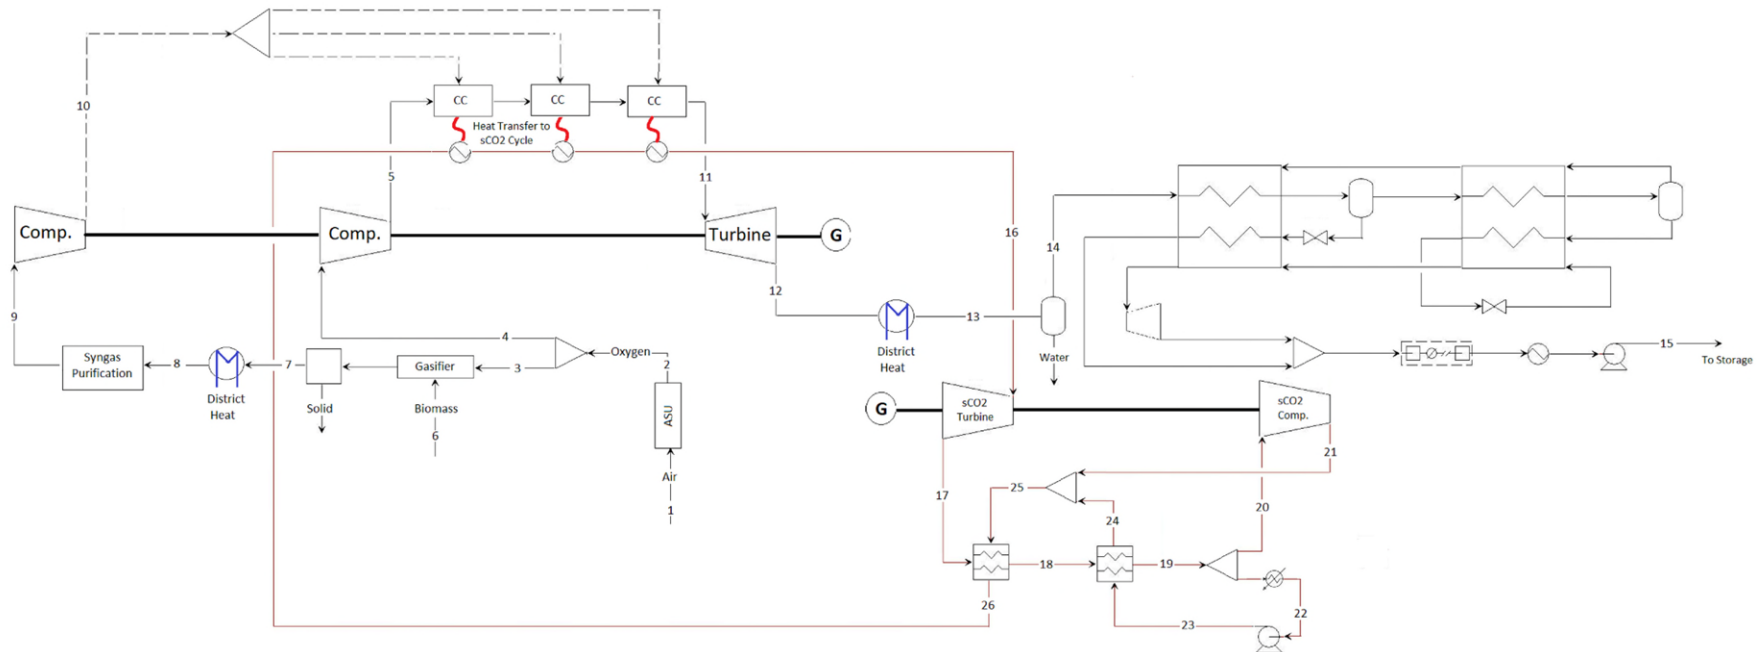 CC
CC
CC
10
Heat Transfer to
sCO2 Cycle
5
11
Comp.
Comp.
Turbine
G
16
14
12
9
4
13
Syngas
Purification
8
7
Gasifier
3
Oxygen
2
District
Heat
Water
15
To Storage
District
Heat
Solid
Biomass
ASU
6
Air
1
G
sCO2
Turbine
sCO2
Comp.
21
17
25
20
24
18
19
26
22
23